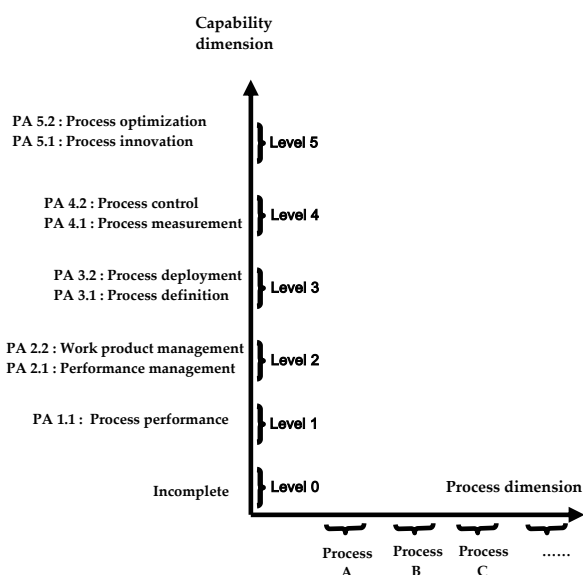 Capability
dimension
PA 5.2 : Process optimization
PA 5.1 : Process innovation
Level 5
PA 4.2 : Process control
PA 4.1 : Process measurement
Level 4
PA 3.2 : Process deployment
PA 3.1 : Process definition
Level 3
PA 2.2 : Work product management
PA 2.1 : Performance management
Level 2
PA 1.1 : Process performance
Level 1
Incomplete
Level 0
Process dimension
Process
A
Process
B
Process
C
......